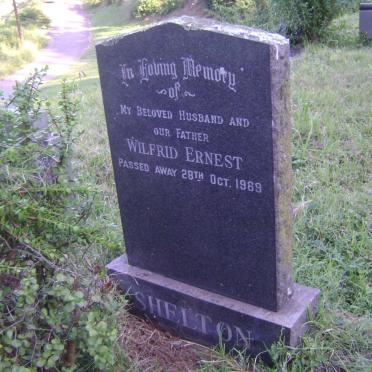 In Loving Memory
of
My Beloved Husband and
our Father
Wilfrid Ernest
Passed away 28th Oct. 1969
SHELTON